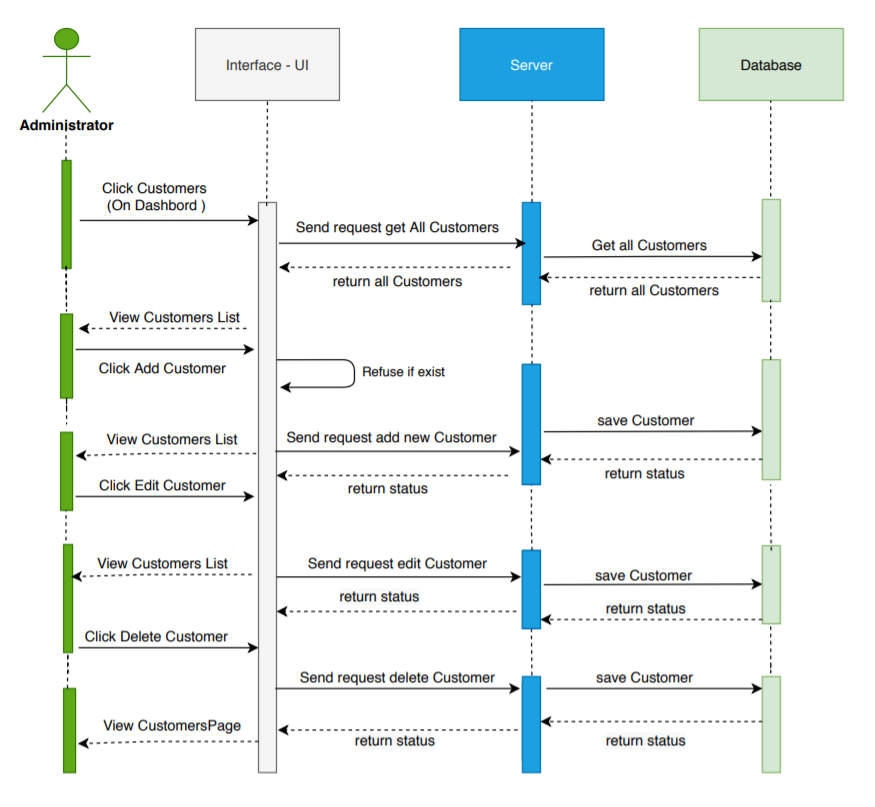 Interface - UI
Server
Database
Administrator
Click Customers
(On Dashbord )
Send request get All Customers
Get all Customers
return all Customers
return all Customers
View Customers List
Click Add Customer
Refuse if exist
save Customer
View Customers List
Send request add new Customer
return status
Click Edit Customer
return status
View Customers List
Send request edit Customer
save Customer
return status
return status
Click Delete Customer
Send request delete Customer
save Customer
View CustomersPage
return status
return status